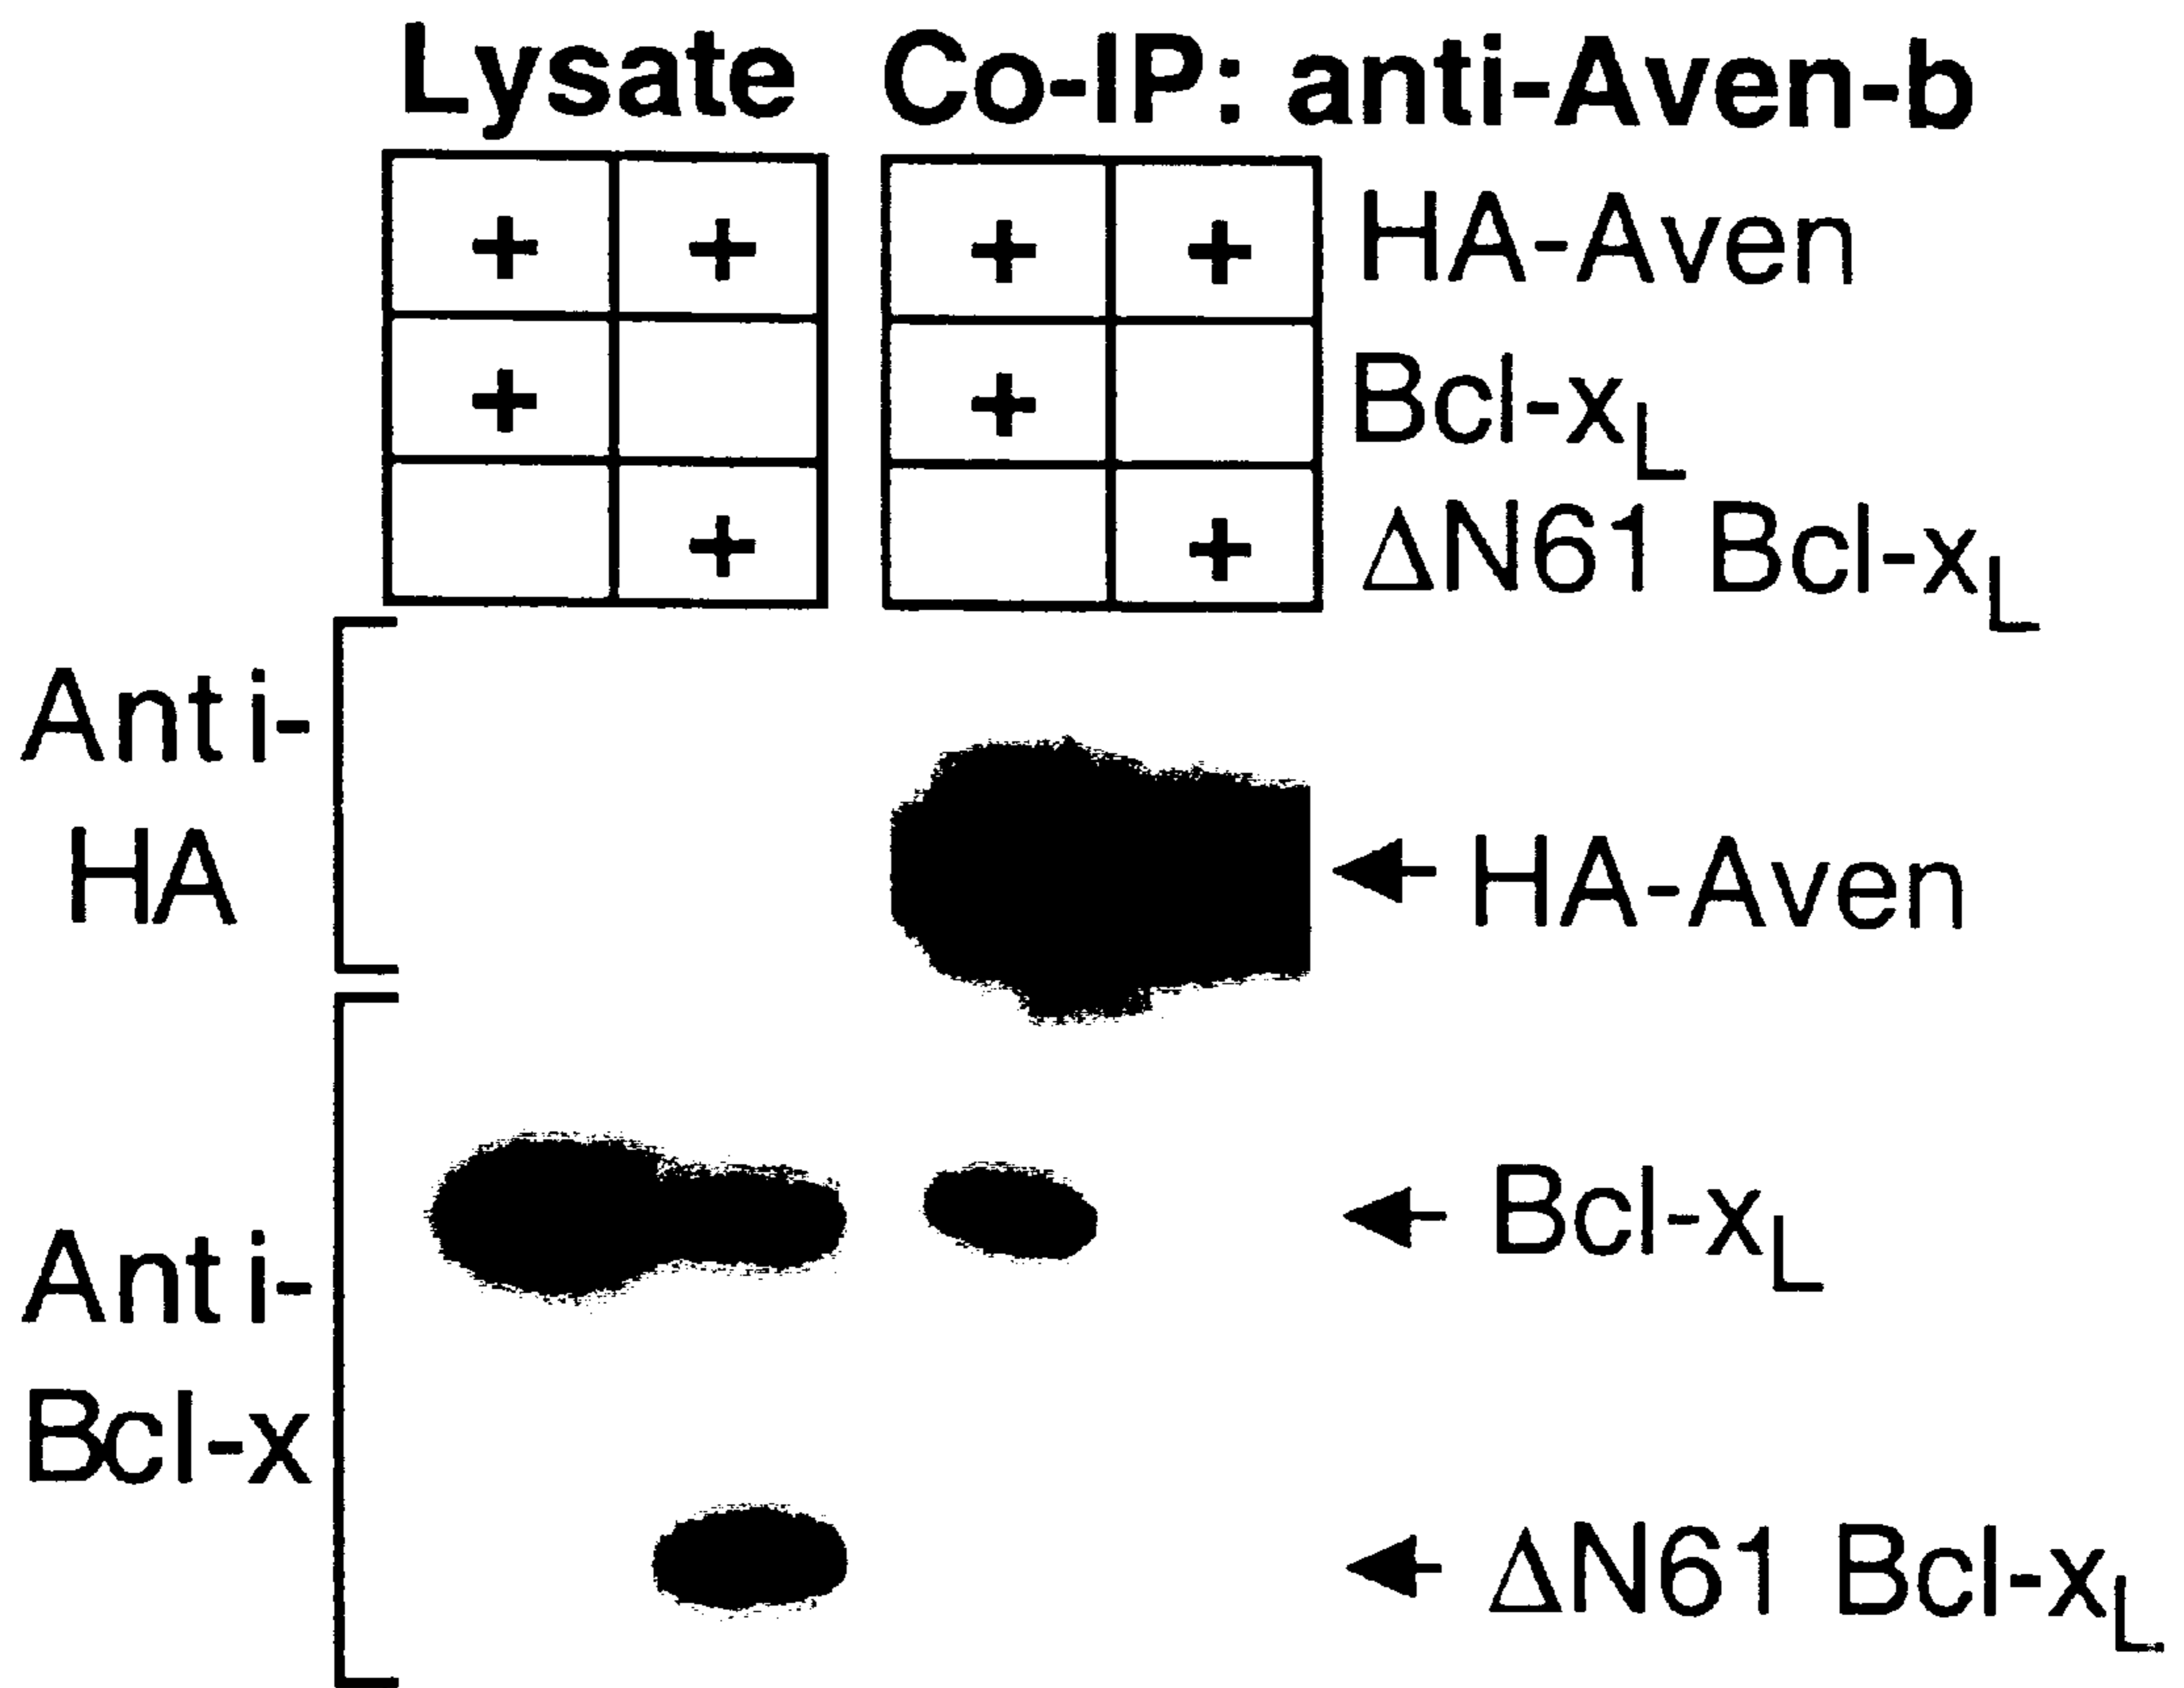 Lysate Co-IP: anti-Aven-b
+ + + + HA-Aven
+ + Bcl-xL
+ + ΔN61 Bcl-xL
Anti-
HA
HA-Aven
Bcl-xL
Anti-
Bcl-x
ΔN61 Bcl-xL